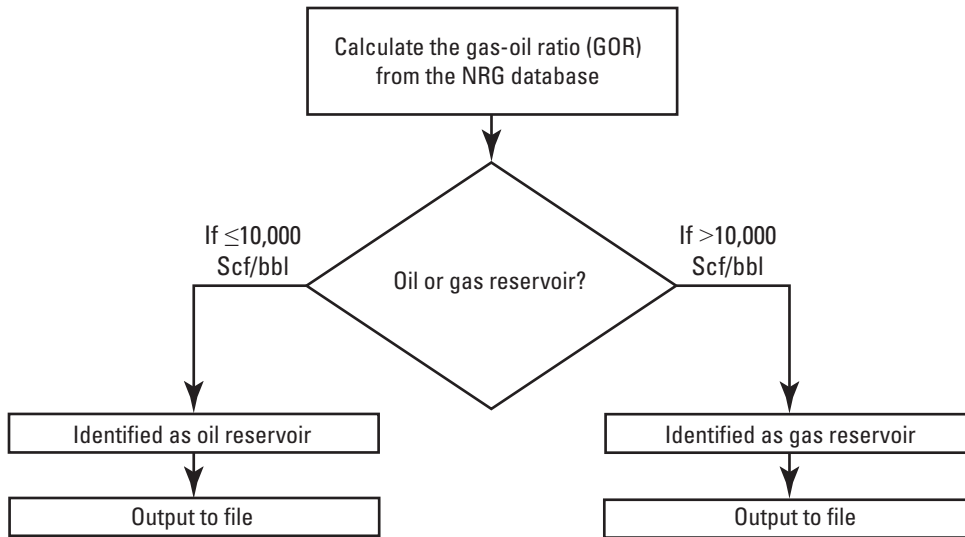 Calculate the gas-oil ratio (GOR)
from the NRG database
If ≤10,000
Scf/bbl
If >10,000
Scf/bbl
Oil or gas reservoir?
Identified as oil reservoir
Identified as gas reservoir
Output to file
Output to file